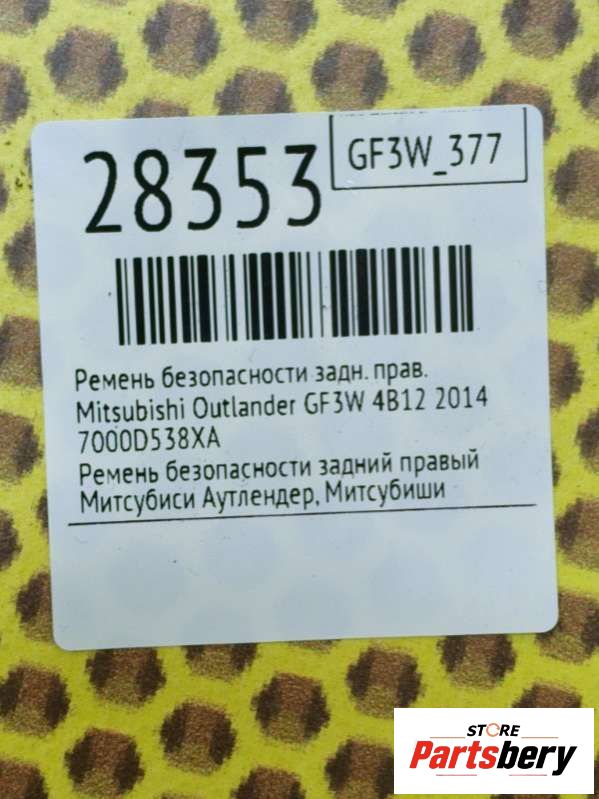 28353
GF3W_377
Ремень безопасности задн. прав.
Mitsubishi Outlander GF3W 4B12 2014
7000D538XA
Ремень безопасности задний правый
Митсубиси Аутлендер, Митсубиши
STORE
Partsbery